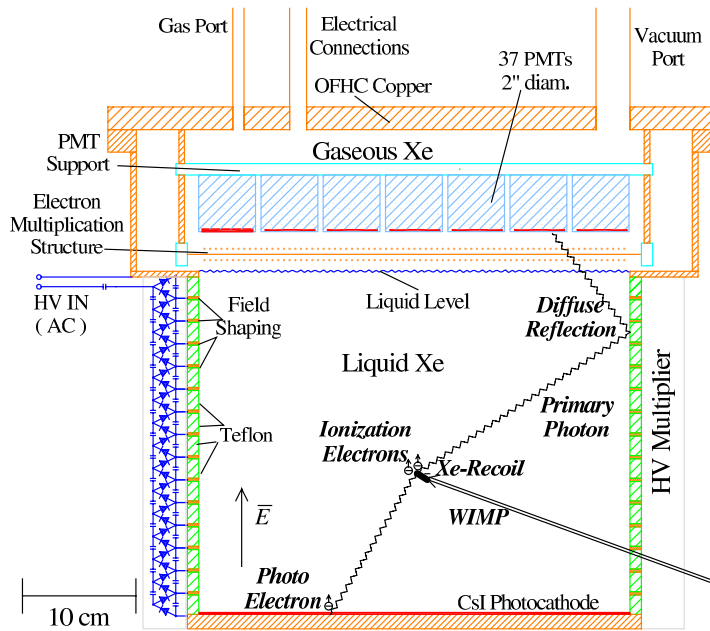 Gas Port
Electrical
Connections
Vacuum
Port
OFHC Copper
37 PMTs
2" diam.
PMT
Support
Gaseous Xe
Electron
Multiplication
Structure
HV IN
( AC )
Field
Shaping
Liquid Level
Diffuse
Reflection
Liquid Xe
Primary
Photon
Teflon
Ionization
Electrons
Xe-Recoil
WIMP
HV Multiplier
E
Photo
Electron
CsI Photocathode
10 cm